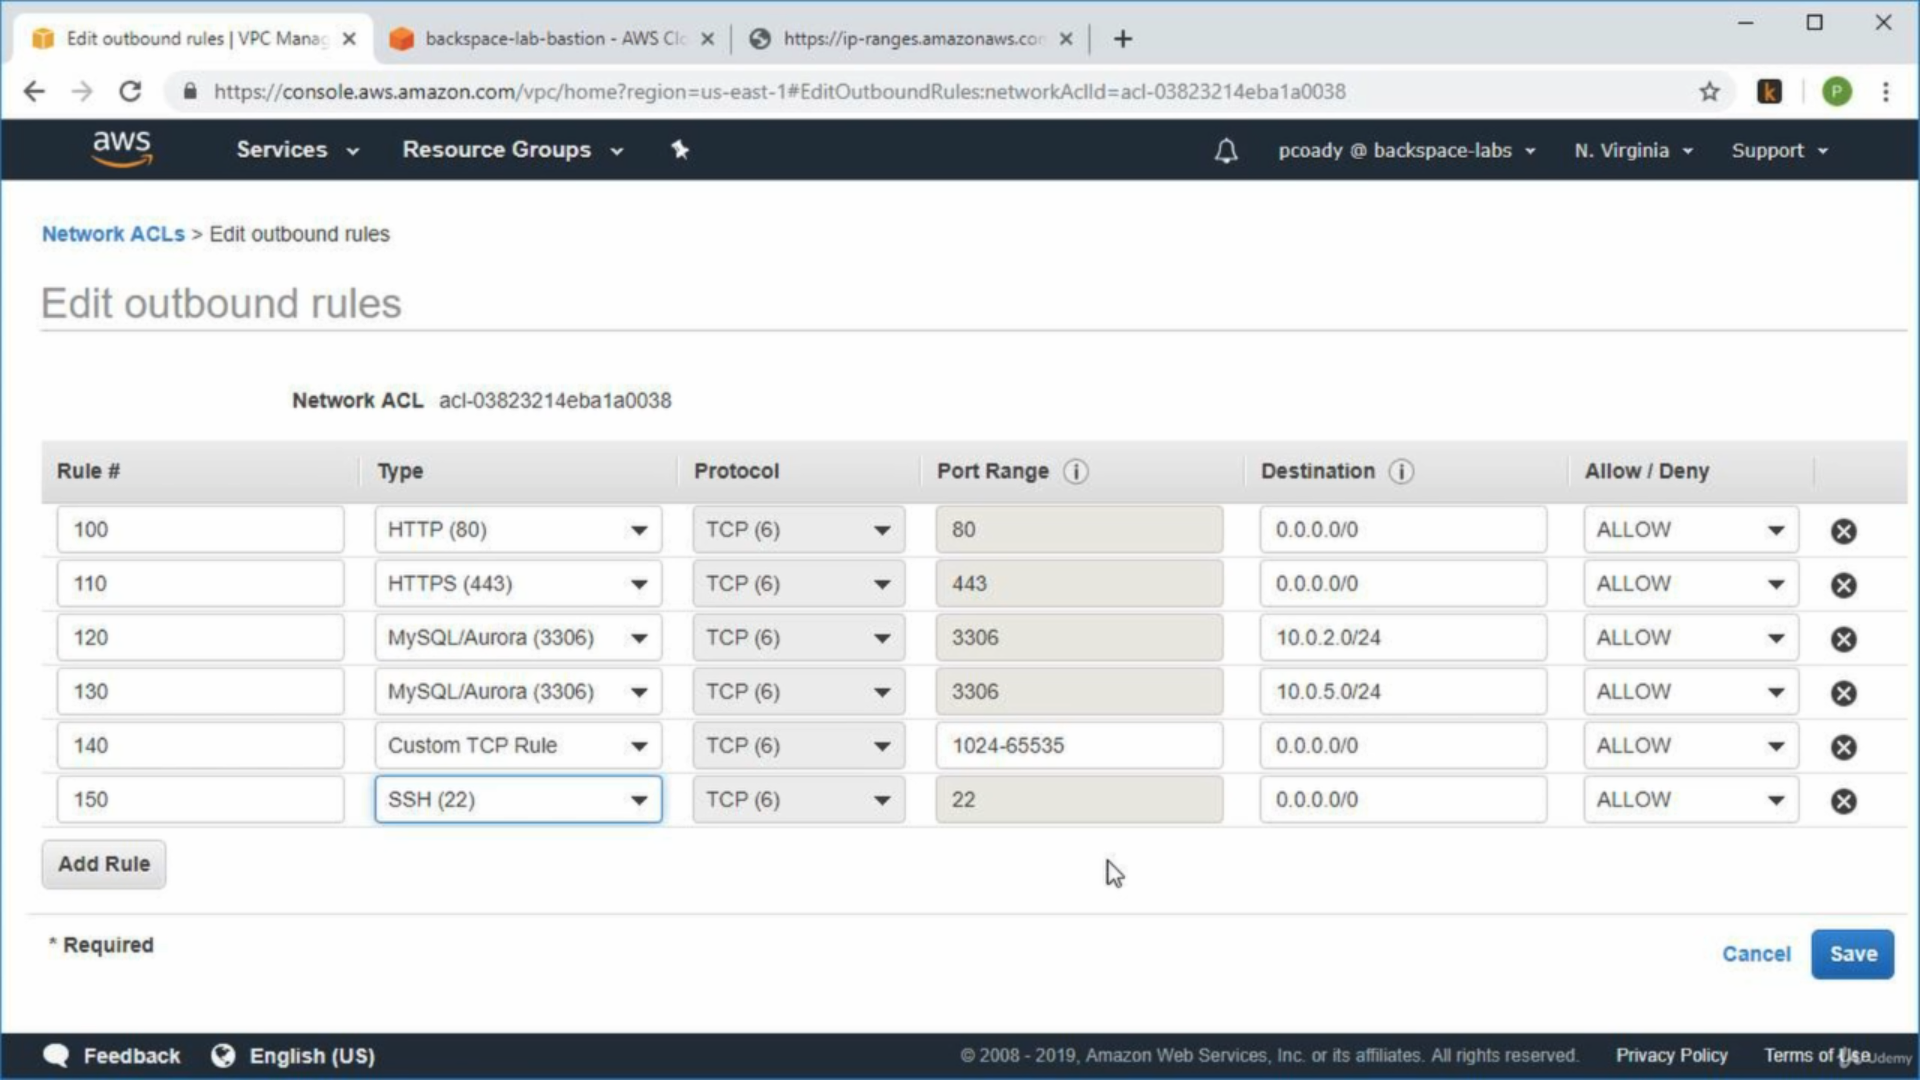 Edit outbound rules | VPC Manag
backspace-lab-bastion - AWS Clo
https://ip-ranges.amazonaws.con
https://console.aws.amazon.com/vpc/home?region=us-east-1#EditOutboundRules:networkAclId=acl-03823214eba1a0038
k
P
aws
Services
Resource Groups
pcoady @ backspace-labs
N. Virginia
Support
Network ACLs > Edit outbound rules
Edit outbound rules
Network ACL acl-03823214eba1a0038
Rule # Type Protocol Port Range i Destination i Allow / Deny
100 HTTP (80) TCP (6) 80 0.0.0.0/0 ALLOW
110 HTTPS (443) TCP (6) 443 0.0.0.0/0 ALLOW
120 MySQL/Aurora (3306) TCP (6) 3306 10.0.2.0/24 ALLOW
130 MySQL/Aurora (3306) TCP (6) 3306 10.0.5.0/24 ALLOW
140 Custom TCP Rule TCP (6) 1024-65535 0.0.0.0/0 ALLOW
150 SSH (22) TCP (6) 22 0.0.0.0/0 ALLOW
Add Rule
* Required
Cancel
Save
Feedback
English (US)
© 2008 - 2019, Amazon Web Services, Inc. or its affiliates. All rights reserved.
Privacy Policy
Terms of Use
Udemy